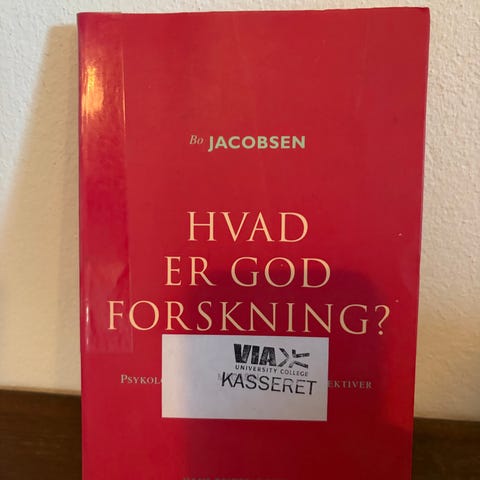 Bo JACOBSEN
HVAD
ER GOD
FORSKNING?
VIA
UNIVERSITY COLLEGE
KASSERET